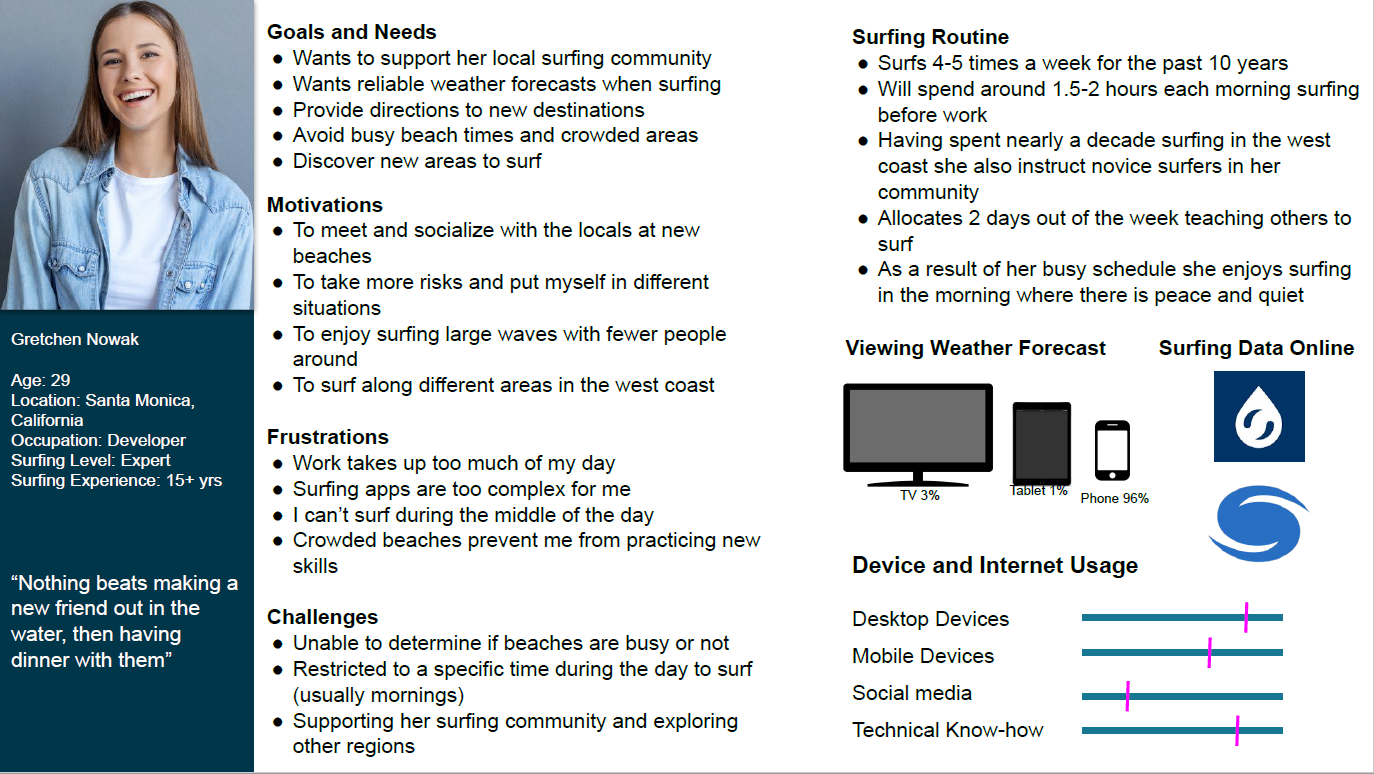 Gretchen Nowak
Age: 29
Location: Santa Monica,
California
Occupation: Developer
Surfing Level: Expert
Surfing Experience: 15+ yrs
“Nothing beats making a
new friend out in the
water, then having
dinner with them”
Goals and Needs
● Wants to support her local surfing community
● Wants reliable weather forecasts when surfing
● Provide directions to new destinations
● Avoid busy beach times and crowded areas
● Discover new areas to surf
Motivations
● To meet and socialize with the locals at new
beaches
● To take more risks and put myself in different
situations
● To enjoy surfing large waves with fewer people
around
● To surf along different areas in the west coast
Frustrations
● Work takes up too much of my day
● Surfing apps are too complex for me
● I can’t surf during the middle of the day
● Crowded beaches prevent me from practicing new
skills
Challenges
● Unable to determine if beaches are busy or not
● Restricted to a specific time during the day to surf
(usually mornings)
● Supporting her surfing community and exploring
other regions
Surfing Routine
● Surfs 4-5 times a week for the past 10 years
● Will spend around 1.5-2 hours each morning surfing
before work
● Having spent nearly a decade surfing in the west
coast she also instruct novice surfers in her
community
● Allocates 2 days out of the week teaching others to
surf
● As a result of her busy schedule she enjoys surfing
in the morning where there is peace and quiet
Viewing Weather Forecast
TV 3%
Tablet 1%
Phone 96%
Surfing Data Online
Device and Internet Usage
Desktop Devices
Mobile Devices
Social media
Technical Know-how